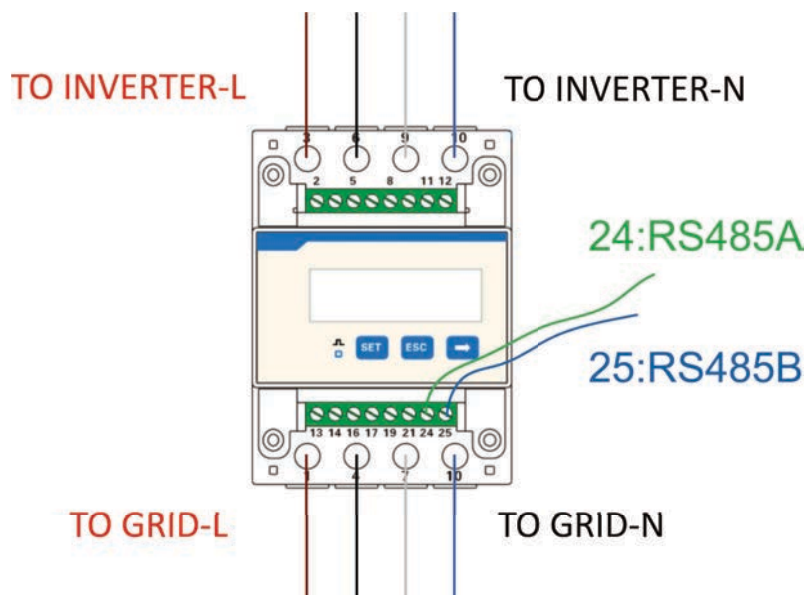 TO INVERTER-L
TO INVERTER-N
3 6 9 10
2 5 8 11 12
24:RS485A
SET ESC
25:RS485B
13 14 16 17 19 21 24 25
1 4 7 10
TO GRID-L
TO GRID-N